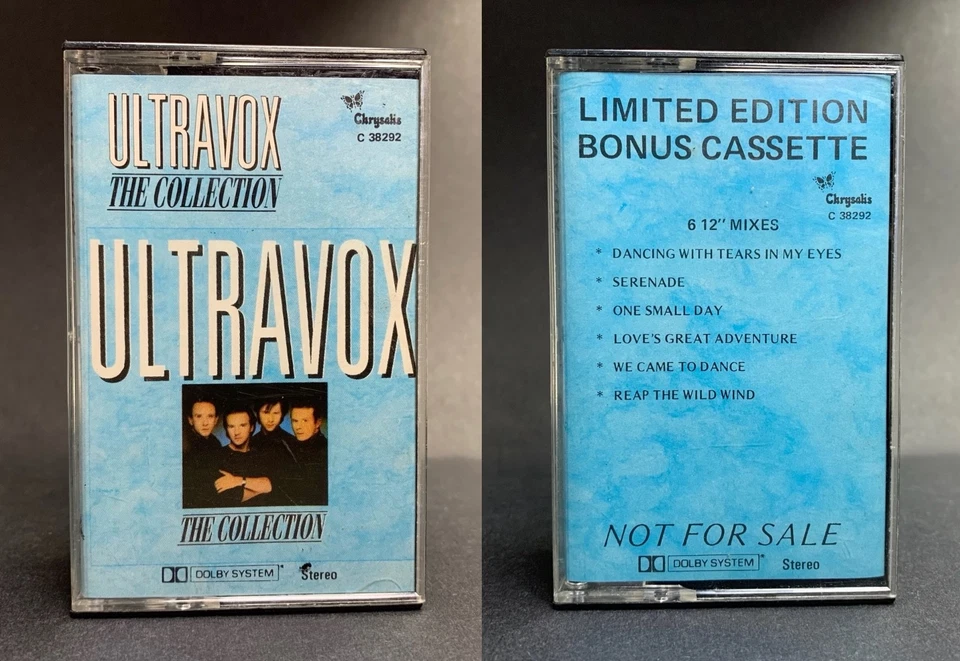 ULTRAVOX
THE COLLECTION
Chrysalis
C 38292
ULTRAVOX
THE COLLECTION
DOLBY SYSTEM*
Stereo
LIMITED EDITION
BONUS CASSETTE
Chrysalis
C 38292
6 12" MIXES
* DANCING WITH TEARS IN MY EYES
* SERENADE
* ONE SMALL DAY
* LOVE'S GREAT ADVENTURE
* WE CAME TO DANCE
* REAP THE WILD WIND
NOT FOR SALE
DOLBY SYSTEM*
Stereo